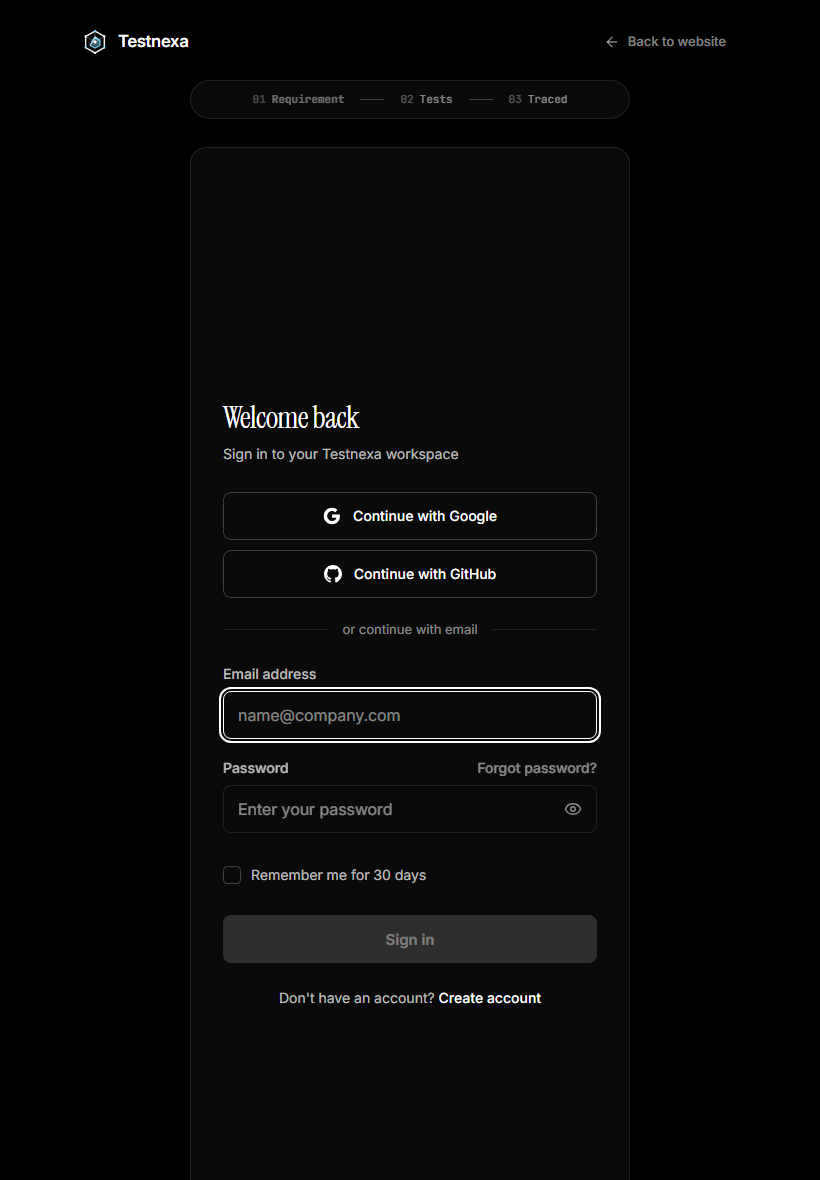 Testnexa
Back to website
01 Requirement 02 Tests 03 Traced
Welcome back
Sign in to your Testnexa workspace
Continue with Google
Continue with GitHub
or continue with email
Email address
name@company.com
Password Forgot password?
Enter your password
Remember me for 30 days
Sign in
Don't have an account? Create account